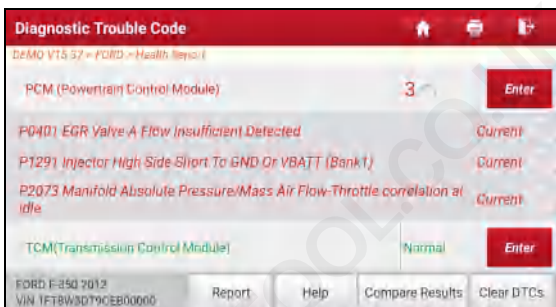 Diagnostic Trouble Code
DEMO V15.57 > FORD > Health Report
PCM (Powertrain Control Module)
3
Enter
P0401 EGR Valve A Flow Insufficient Detected
Current
P1291 Injector High Side Short To GND Or VBATT (Bank1)
Current
P2073 Manifold Absolute Pressure/Mass Air Flow-Throttle correlation at
idle
Current
TCM(Transmission Control Module)
Normal
Enter
FORD F-350 2012
VIN 1FT8W3DT9CEB00000
Report
Help
Compare Results
Clear DTCs